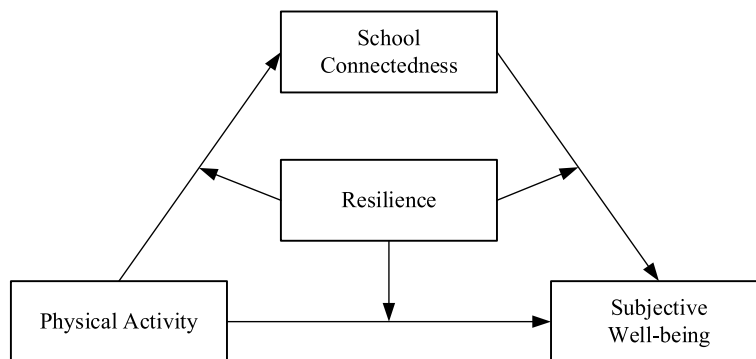 School
Connectedness
Resilience
Physical Activity
Subjective
Well-being